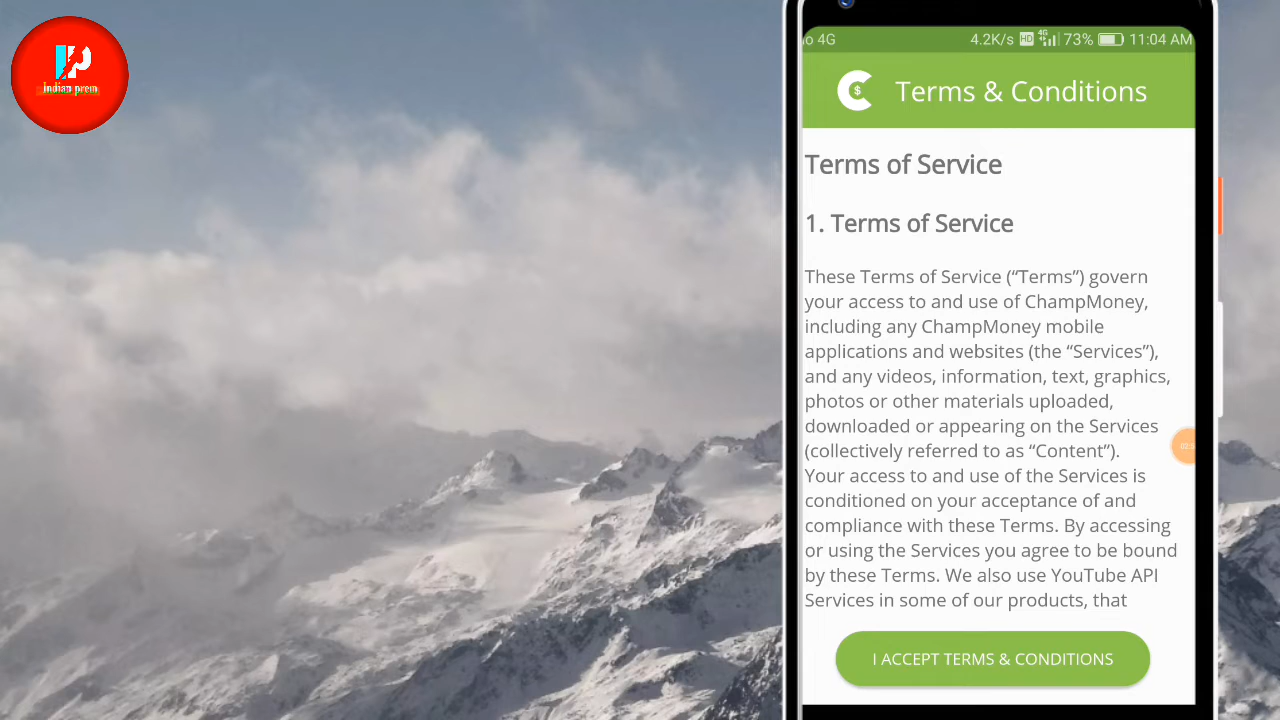 indian prem
o 4G 4.2K/s HD 4G 73% 11:04 AM
Terms & Conditions
Terms of Service
1. Terms of Service
These Terms of Service (“Terms”) govern
your access to and use of ChampMoney,
including any ChampMoney mobile
applications and websites (the “Services”),
and any videos, information, text, graphics,
photos or other materials uploaded,
downloaded or appearing on the Services
(collectively referred to as “Content”).
Your access to and use of the Services is
conditioned on your acceptance of and
compliance with these Terms. By accessing
or using the Services you agree to be bound
by these Terms. We also use YouTube API
Services in some of our products, that
I ACCEPT TERMS & CONDITIONS